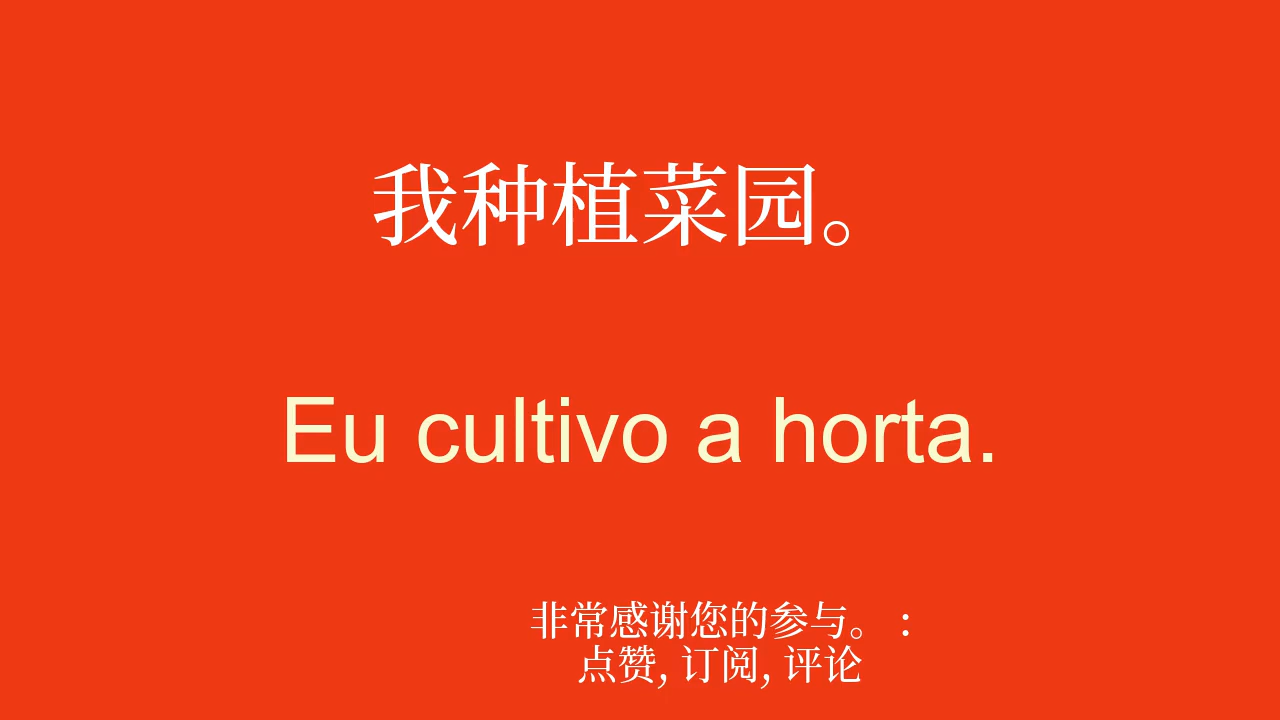 我种植菜园。
Eu cultivo a horta.
非常感谢您的参与。 :
点赞, 订阅, 评论